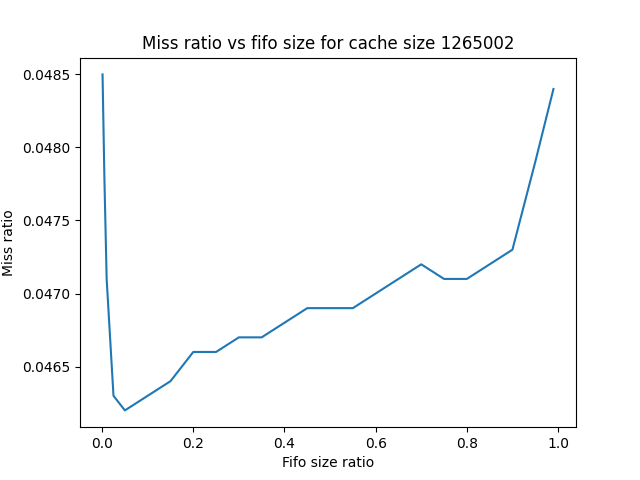 Miss ratio vs fifo size for cache size 1265002
0.0485
0.0480
0.0475
0.0470
0.0465
Miss ratio
0.0 0.2 0.4 0.6 0.8 1.0
Fifo size ratio